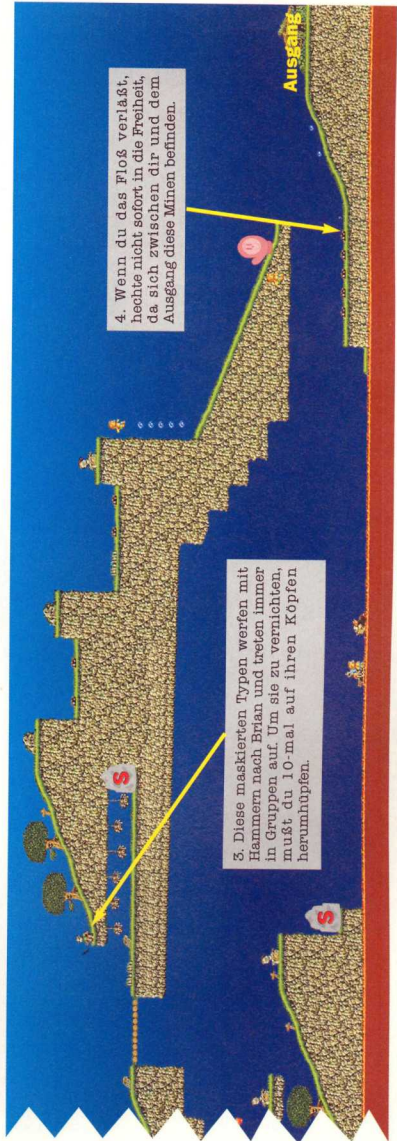 3. Diese maskierten Typen werfen mit
Hammern nach Brian und treten immer
in Gruppen auf. Um sie zu vernichten,
mußt du 10-mal auf ihren Köpfen
herumhüpfen.
4. Wenn du das Floß verläßt,
hechte nicht sofort in die Freiheit,
da sich zwischen dir und dem
Ausgang diese Minen befinden.
S
S
Ausgang